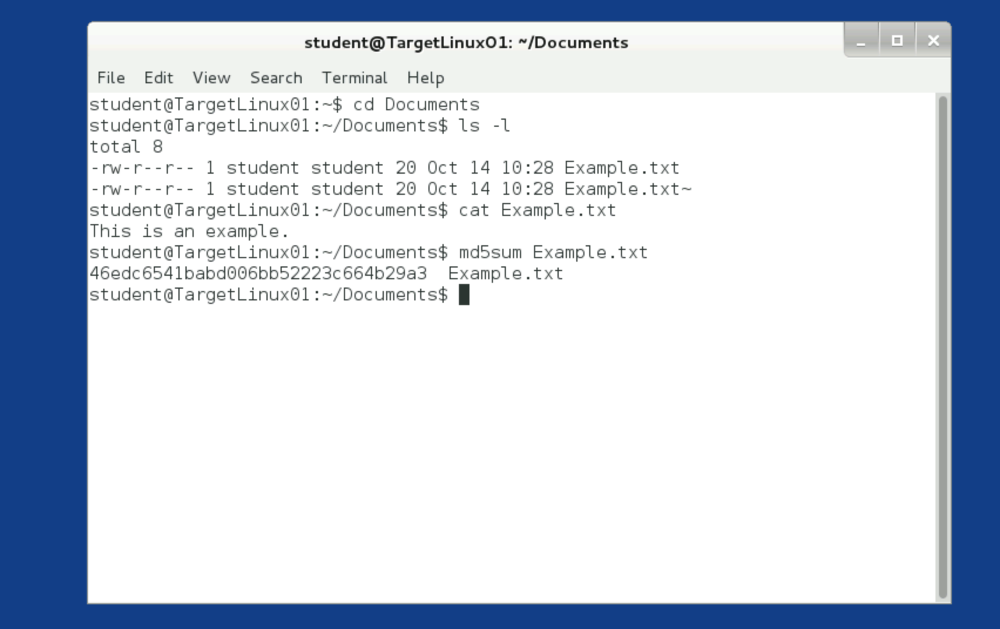 student@TargetLinux01: ~/Documents
File Edit View Search Terminal Help
student@TargetLinux01:~$ cd Documents
student@TargetLinux01:~/Documents$ ls -l
total 8
-rw-r--r-- 1 student student 20 Oct 14 10:28 Example.txt
-rw-r--r-- 1 student student 20 Oct 14 10:28 Example.txt~
student@TargetLinux01:~/Documents$ cat Example.txt
This is an example.
student@TargetLinux01:~/Documents$ md5sum Example.txt
46edc6541babd006bb52223c664b29a3  Example.txt
student@TargetLinux01:~/Documents$